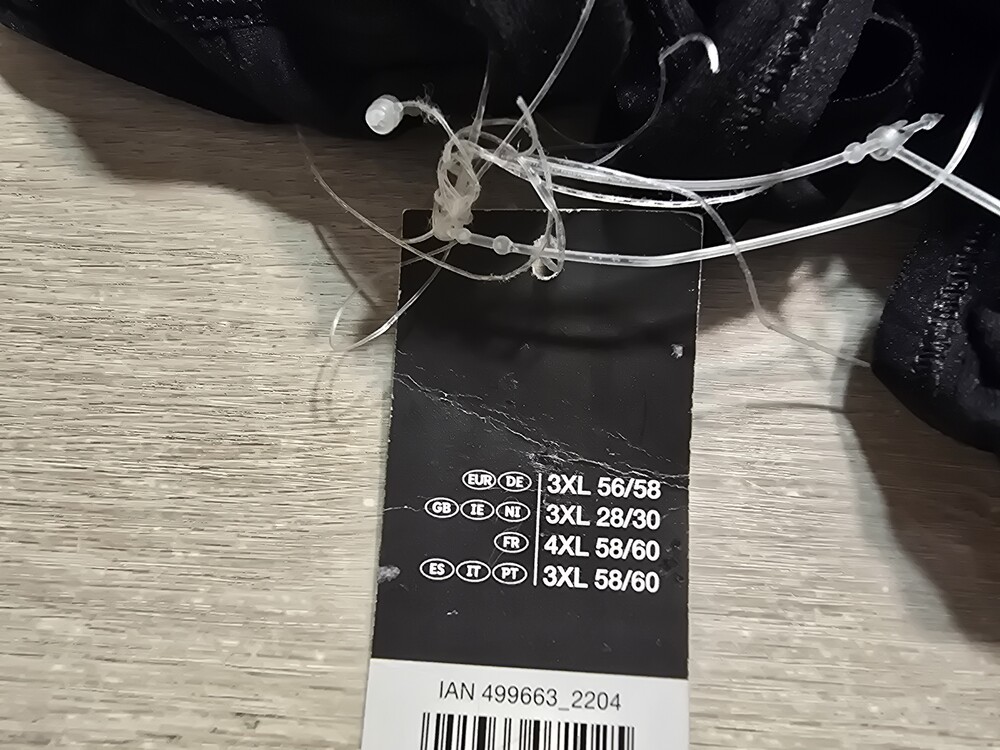 EUR DE 3XL 56/58
GB IE NI 3XL 28/30
FR 4XL 58/60
ES IT PT 3XL 58/60
IAN 499663_2204